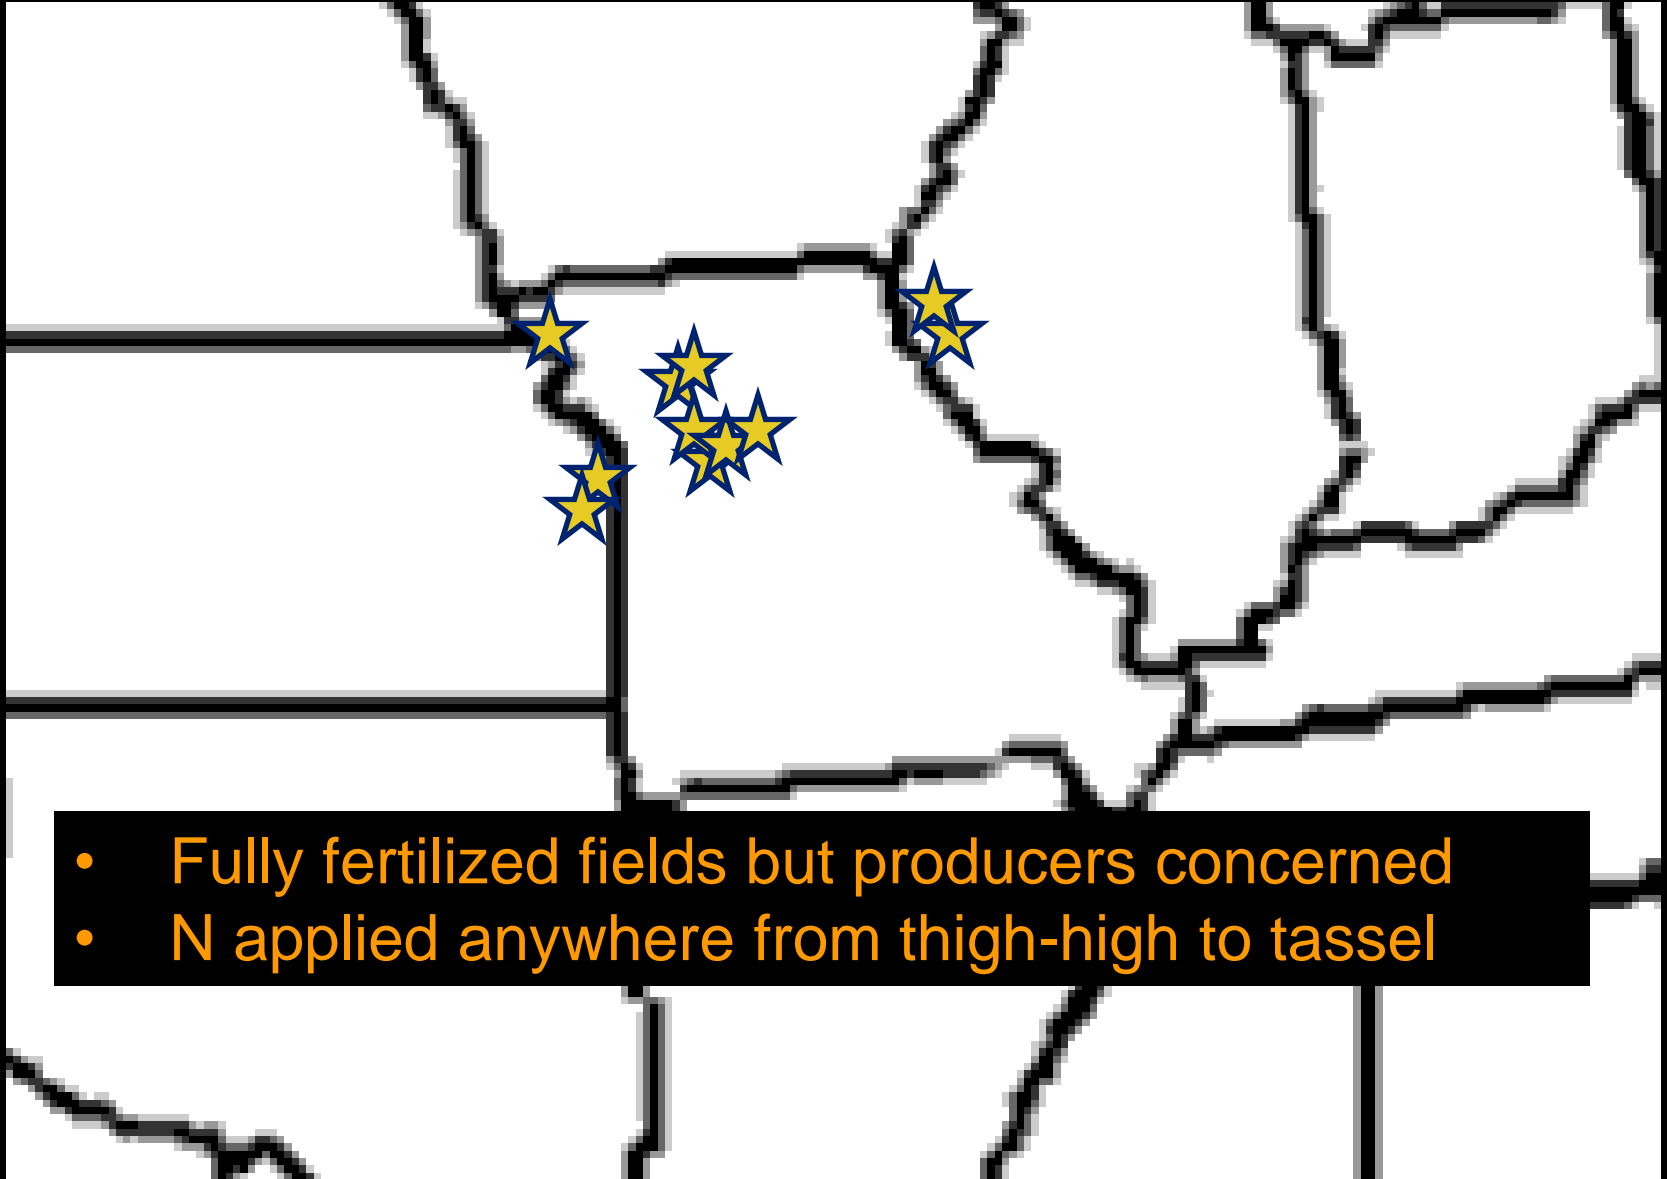 • Fully fertilized fields but producers concerned
• N applied anywhere from thigh-high to tassel